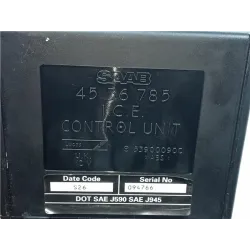 SAAB
45 76 785
I.C.E.
CONTROL UNIT
Date Code
Serial No
S26
094766
DOT SAE J590 SAE J945